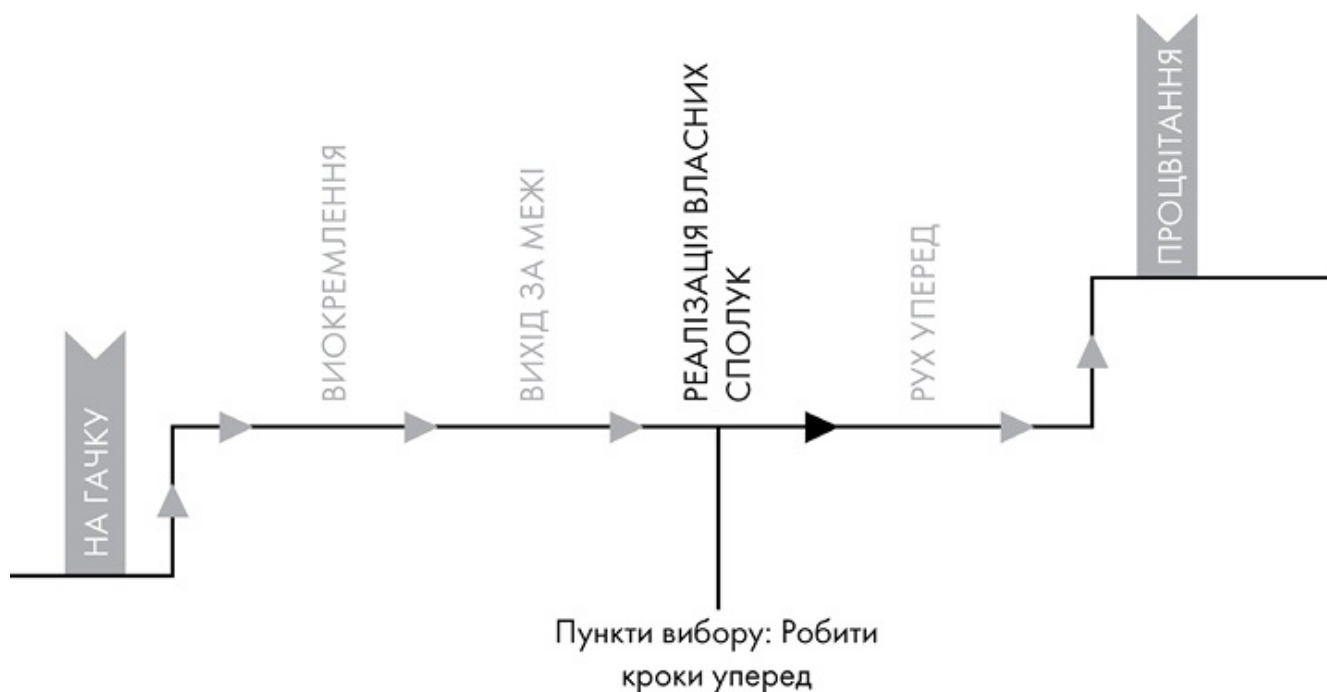 НА ГАЧКУ
ВИОКРЕМЛЕННЯ
ВИХІД ЗА МЕЖІ
РЕАЛІЗАЦІЯ ВЛАСНИХ
СПОЛУК
РУХ УПЕРЕД
ПРОЦВІТАННЯ
Пункти вибору: Робити
кроки уперед